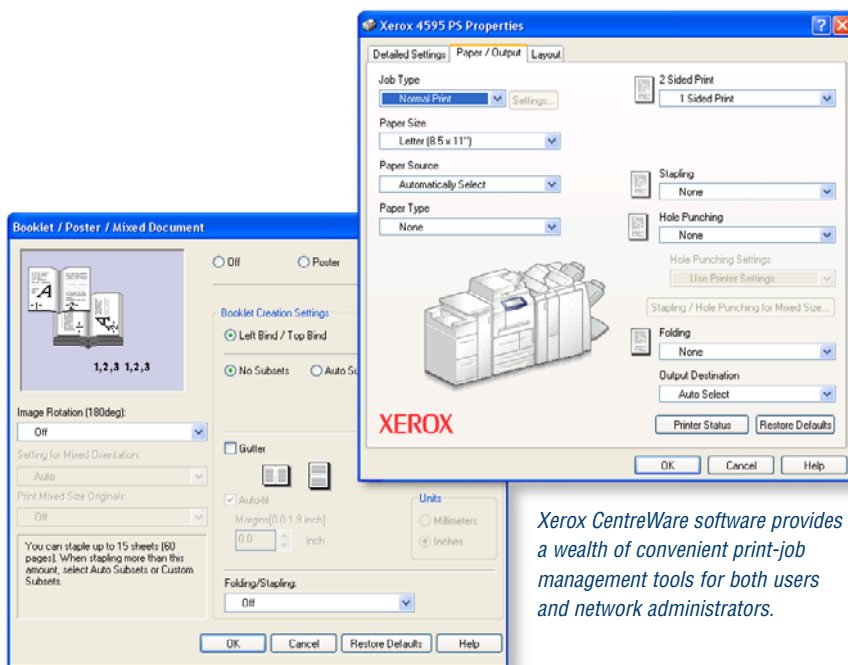 Xerox 4595 PS Properties
Detailed Settings Paper / Output Layout
Job Type
Normal Print Settings...
Paper Size
Letter (8.5 x 11")
Paper Source
Automatically Select
Paper Type
None
2 Sided Print
1 Sided Print
Stapling
None
Hole Punching
None
Hole Punching Settings
Use Printer Settings
Stapling / Hole Punching for Mixed Size...
Folding
None
Output Destination
Auto Select
XEROX
Printer Status Restore Defaults
OK Cancel Help
Booklet / Poster / Mixed Document
A
-1- -2-
1,2,3 1,2,3
Image Rotation (180deg):
Off
Setting for Mixed Orientation:
Auto
Print Mixed Size Originals:
Off
You can staple up to 15 sheets (60
pages). When stapling more than this
amount, select Auto Subsets or Custom
Subsets.
Off Poster
Booklet Creation Settings
Left Bind / Top Bind
No Subsets Auto Su
Gutter
Auto-fit
Margins[0.0-1.9 inch]:
0.0 inch
Units
Millimeters
Inches
Folding/Stapling:
Off
OK Cancel Restore Defaults Help
Xerox CentreWare software provides
a wealth of convenient print-job
management tools for both users
and network administrators.